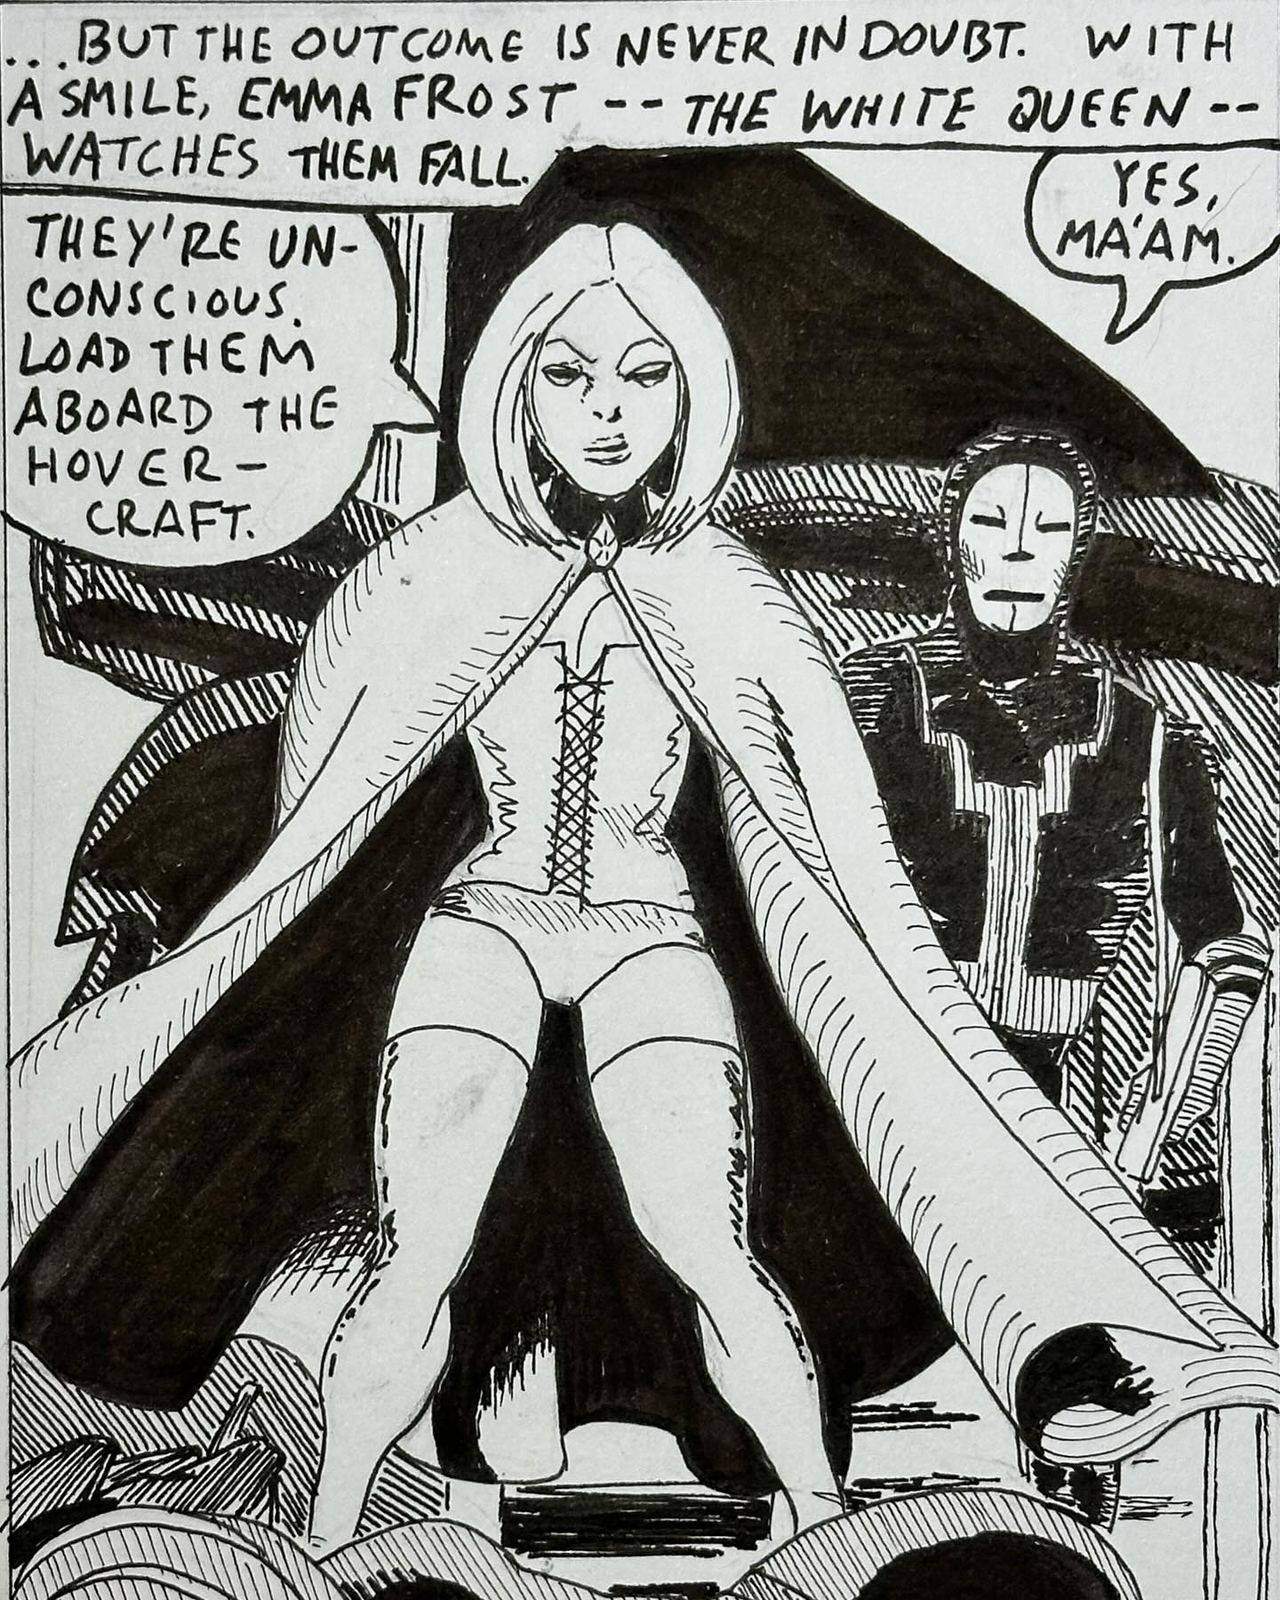 ...BUT THE OUTCOME IS NEVER IN DOUBT. WITH
A SMILE, EMMA FROST -- THE WHITE QUEEN --
WATCHES THEM FALL.
THEY'RE UN-
CONSCIOUS.
LOAD THEM
ABOARD THE
HOVER-
CRAFT.
YES,
MA'AM.